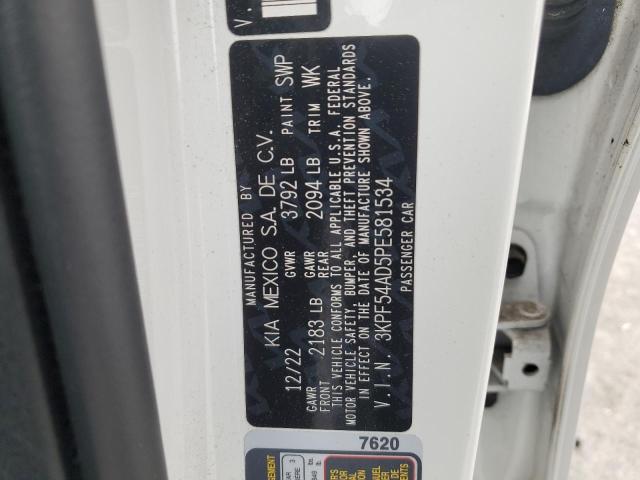 MANUFACTURED BY
KIA MEXICO S.A. DE C.V.
12/22 GVWR 3792 LB PAINT SWP
GAWR FRONT 2183 LB GAWR REAR 2094 LB TRIM WK
THIS VEHICLE CONFORMS TO ALL APPLICABLE U.S.A. FEDERAL
MOTOR VEHICLE SAFETY, BUMPER, AND THEFT PREVENTION STANDARDS
IN EFFECT ON THE DATE OF MANUFACTURE SHOWN ABOVE.
V.I.N. 3KPF54AD5PE581534
PASSENGER CAR
7620